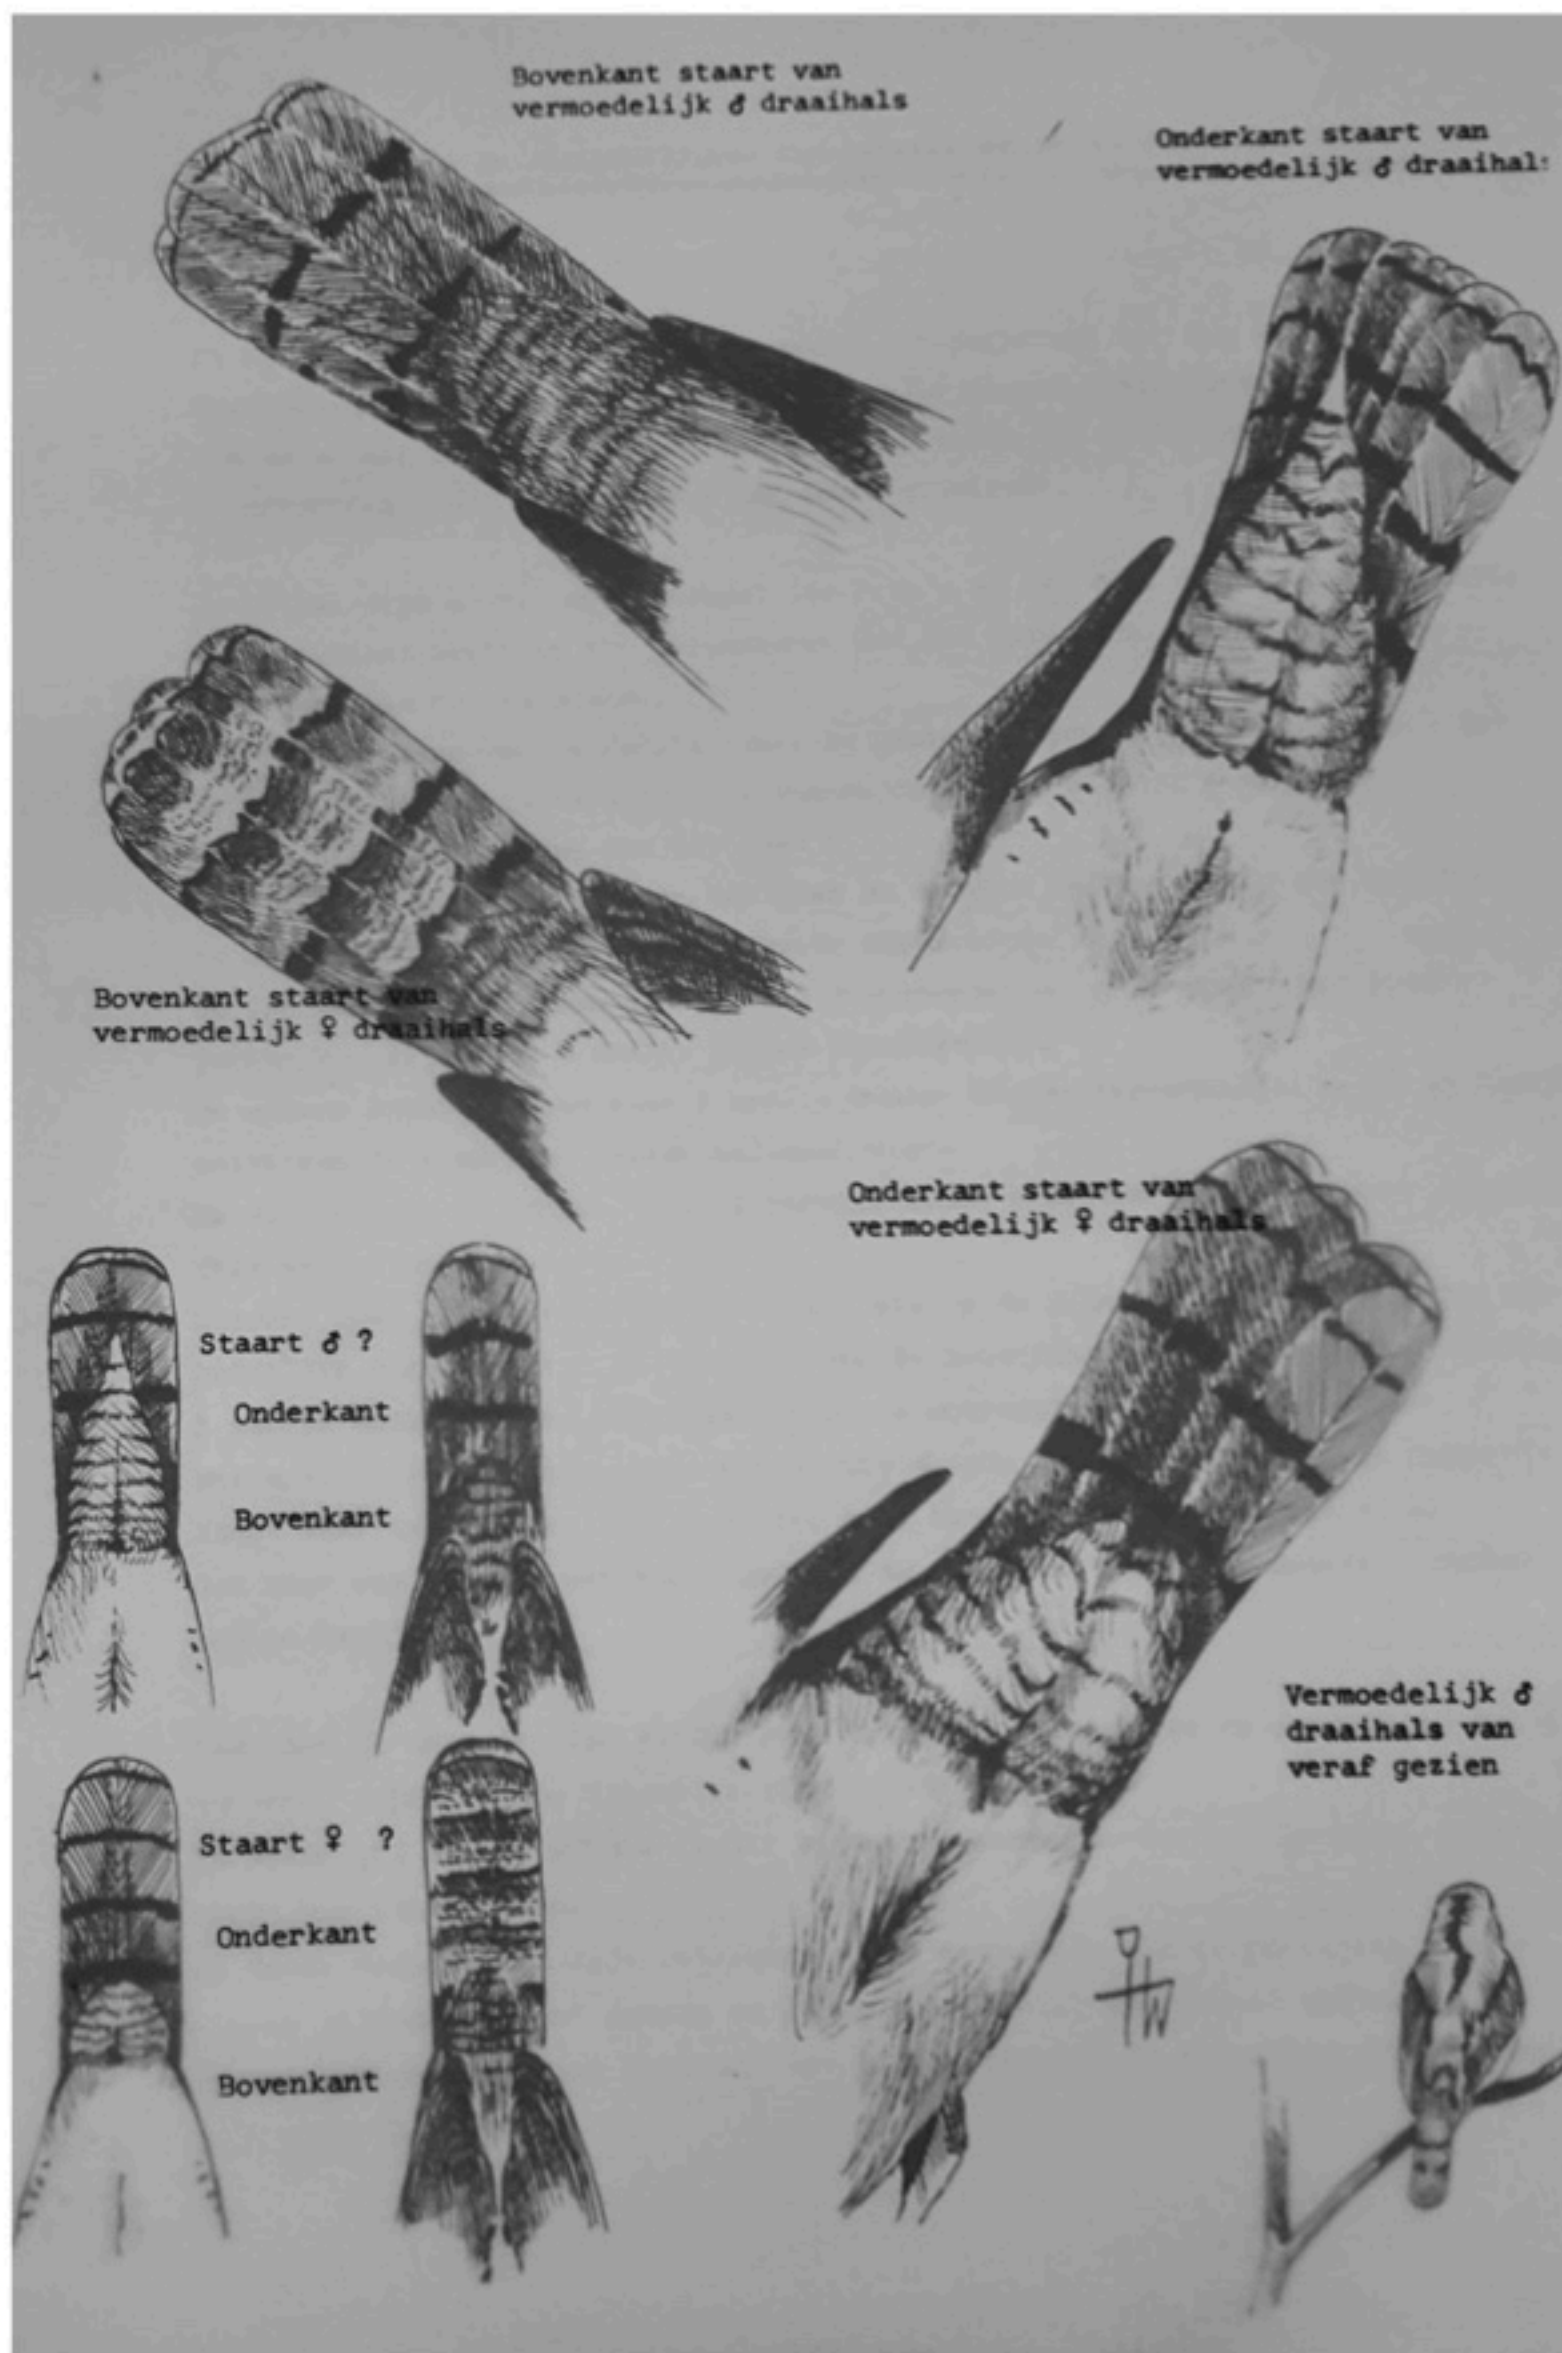 Bovenkant staart van
vermoedelijk ♂ draaihals
Onderkant staart van
vermoedelijk ♂ draaihals
Bovenkant staart van
vermoedelijk ♀ draaihals
Onderkant staart van
vermoedelijk ♀ draaihals
Staart ♂ ?
Onderkant
Bovenkant
Vermoedelijk ♂
draaihals van
veraf gezien
Staart ♀ ?
Onderkant
Bovenkant